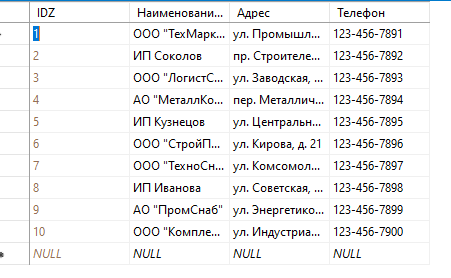 IDZ Наименовани... Адрес Телефон
1 ООО "ТехМарк... ул. Промышл... 123-456-7891
2 ИП Соколов пр. Строителе... 123-456-7892
3 ООО "ЛогистС... ул. Заводская, ... 123-456-7893
4 АО "МеталлКо... пер. Металлич... 123-456-7894
5 ИП Кузнецов ул. Центральн... 123-456-7895
6 ООО "СтройП... ул. Кирова, д. 21 123-456-7896
7 ООО "ТехноСн... ул. Комсомол... 123-456-7897
8 ИП Иванова ул. Советская, ... 123-456-7898
9 АО "ПромСнаб" ул. Энергетико... 123-456-7899
10 ООО "Комплe... ул. Индустриа... 123-456-7900
NULL NULL NULL NULL